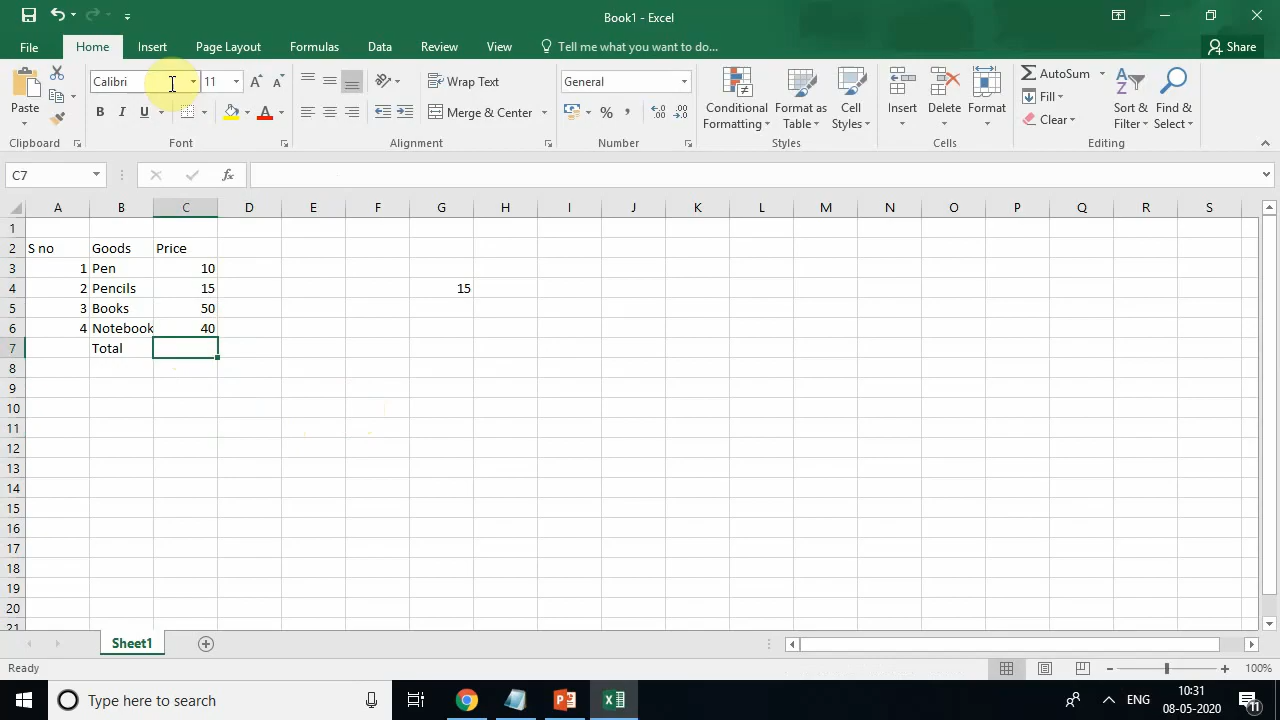 Book1 - Excel
File Home Insert Page Layout Formulas Data Review View Tell me what you want to do... Share
Paste
Calibri 11
B I U A
Wrap Text
Merge & Center
General
%
Conditional Formatting
Format as Table
Cell Styles
Insert Delete Format
AutoSum
Fill
Clear
Sort & Filter
Find & Select
Clipboard Font Alignment Number Styles Cells Editing
C7 fx
A B C D E F G H I J K L M N O P Q R S
1
2 S no Goods Price
3 1 Pen 10
4 2 Pencils 15 15
5 3 Books 50
6 4 Notebook 40
7 Total
8
9
10
11
12
13
14
15
16
17
18
19
20
21
Sheet1
Ready 100%
Type here to search ENG 10:31
08-05-2020 11